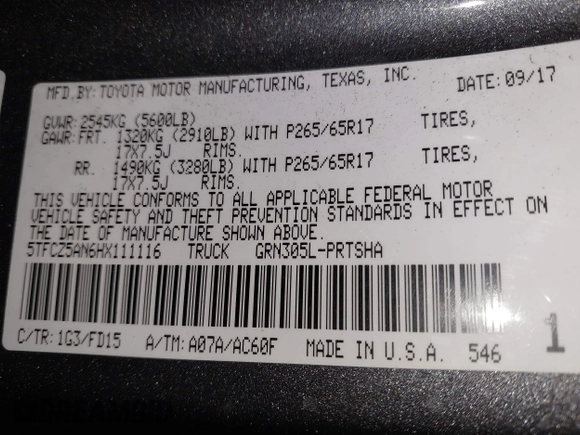 MFD.BY:TOYOTA MOTOR MANUFACTURING, TEXAS, INC. DATE:09/17
GVWR:2545KG (5600LB)
GAWR:FRT. 1320KG (2910LB) WITH P265/65R17 TIRES,
17X7.5J RIMS.
RR. 1490KG (3280LB) WITH P265/65R17 TIRES,
17X7.5J RIMS.
THIS VEHICLE CONFORMS TO ALL APPLICABLE FEDERAL MOTOR
VEHICLE SAFETY AND THEFT PREVENTION STANDARDS IN EFFECT ON
THE DATE OF MANUFACTURE SHOWN ABOVE.
5TFCZ5AN6HX111116 TRUCK GRN305L-PRTSHA
C/TR:1G3/FD15 A/TM:A07A/AC60F MADE IN U.S.A. 546 1